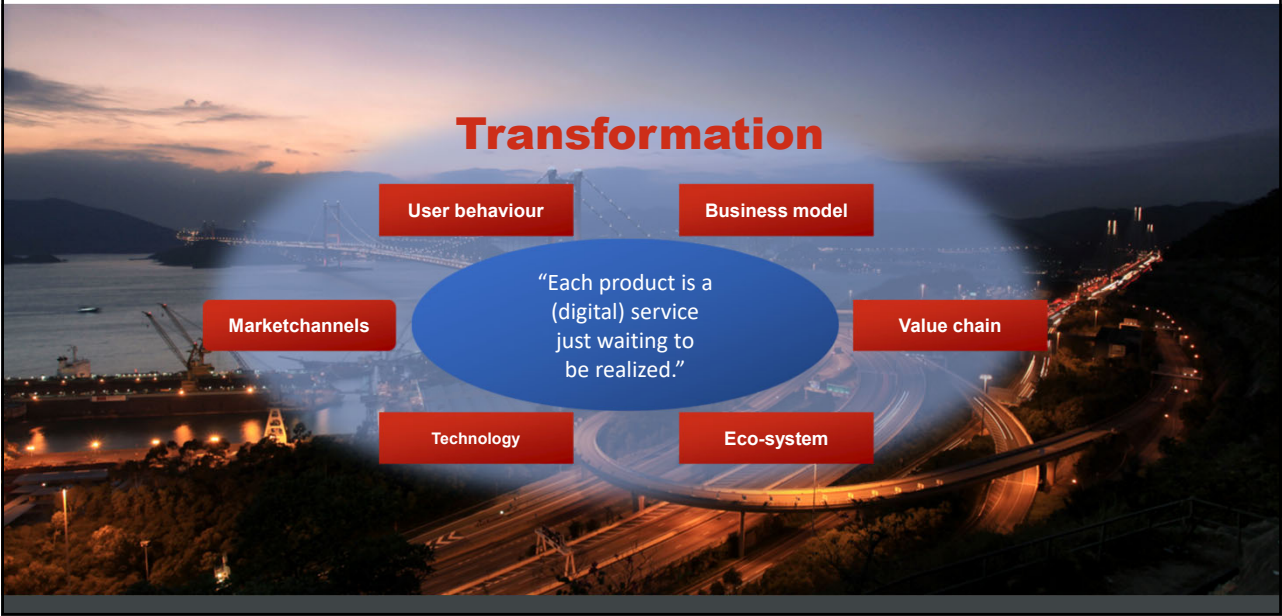 Transformation
User behaviour
Business model
“Each product is a
(digital) service
just waiting to
be realized.”
Marketchannels
Value chain
Technology
Eco-system